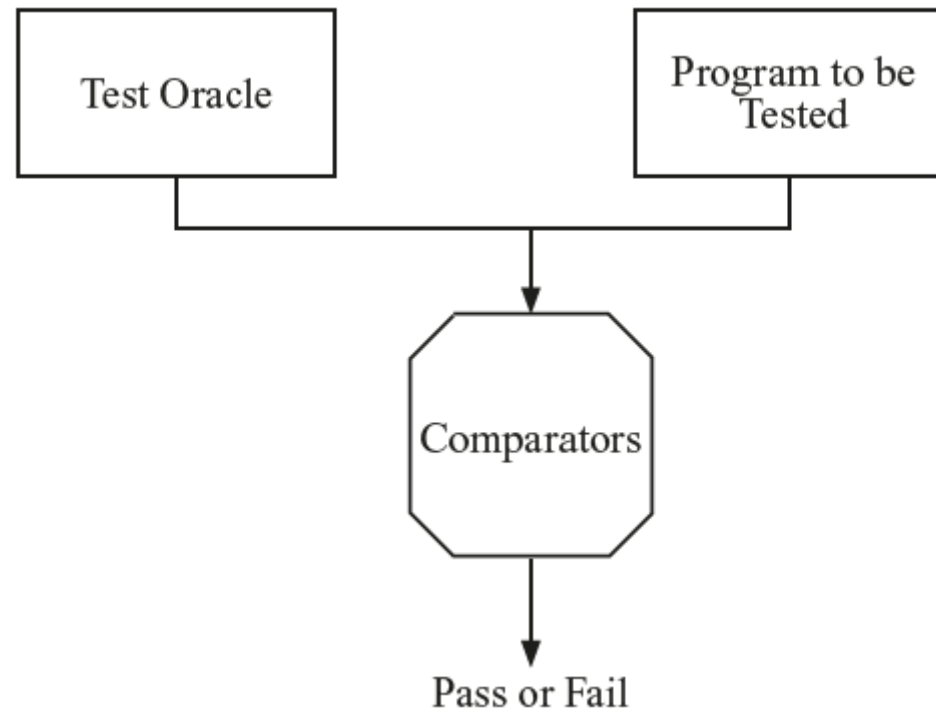 Test Oracle
Program to be
Tested
Comparators
Pass or Fail